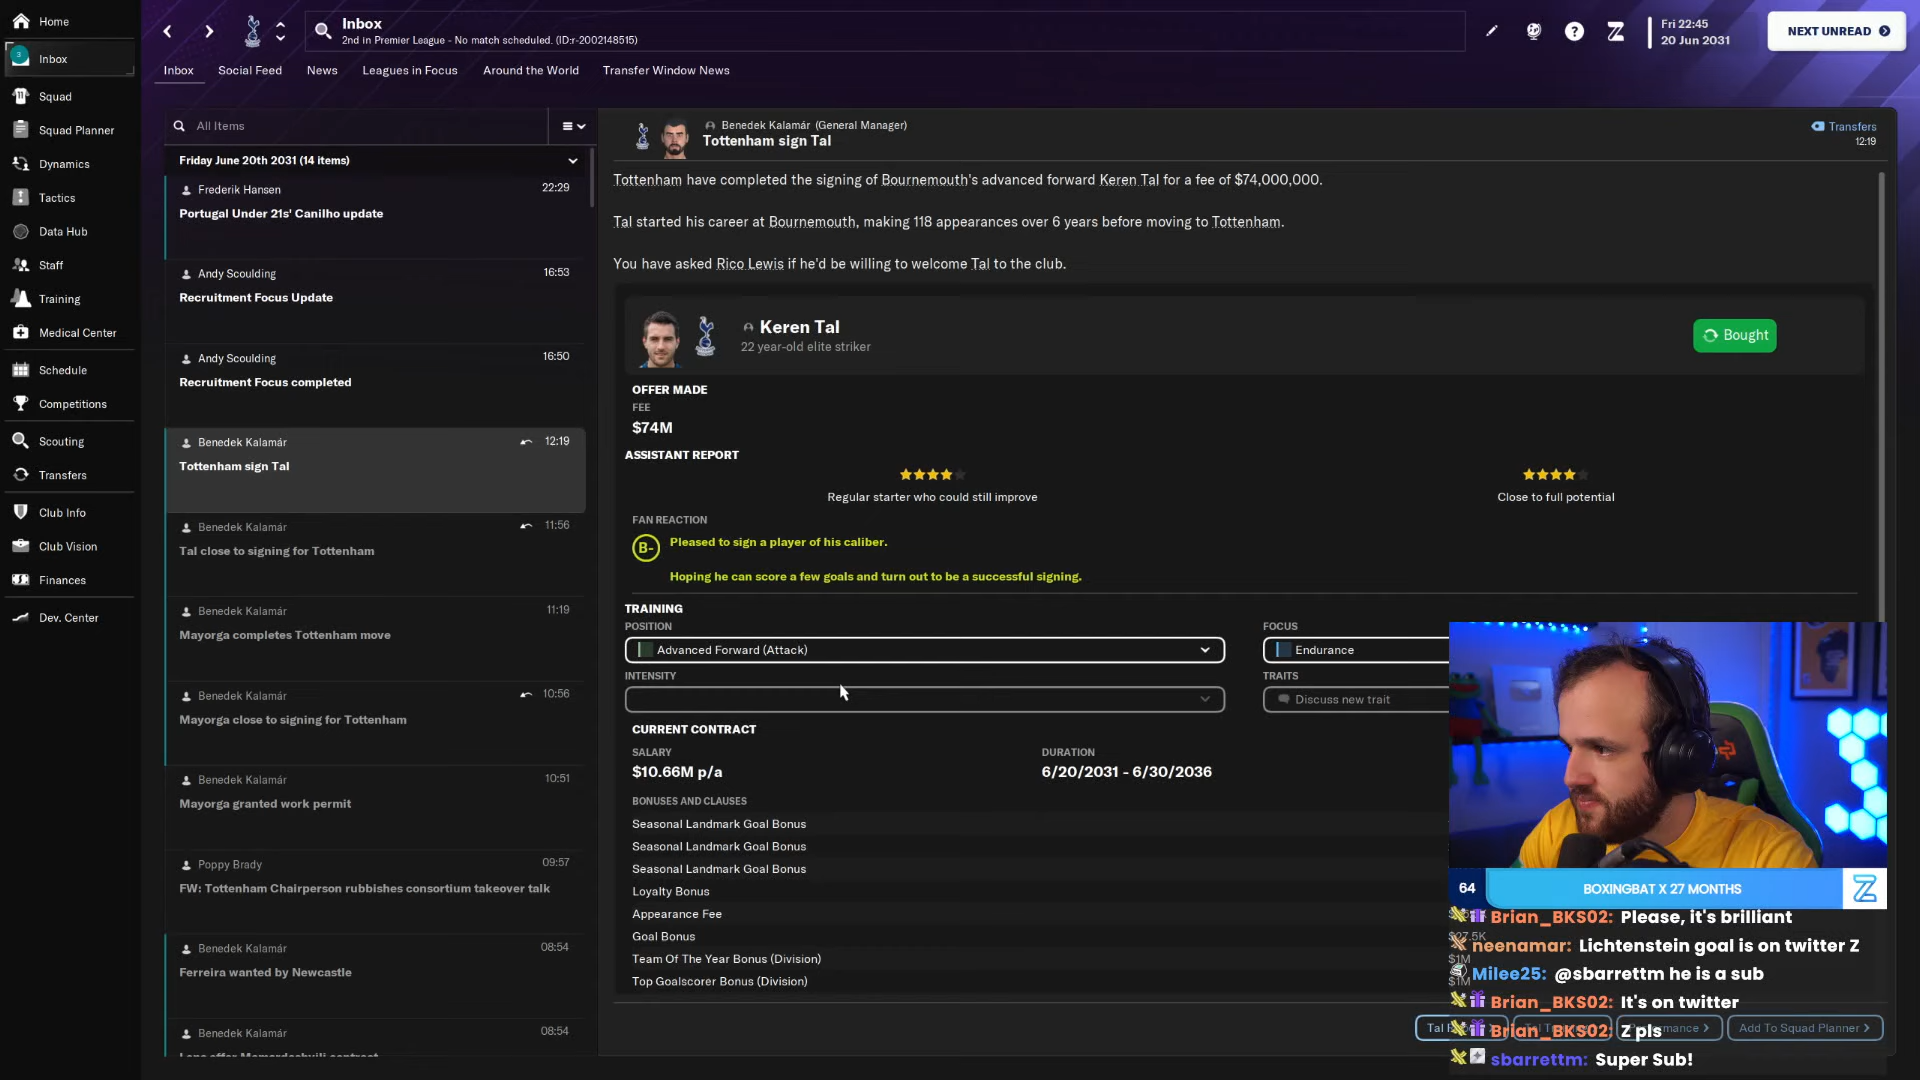 Home
3
Inbox
Squad
Squad Planner
Dynamics
Tactics
Data Hub
Staff
Training
Medical Center
Schedule
Competitions
Scouting
Transfers
Club Info
Club Vision
Finances
Dev. Center
Inbox
2nd in Premier League - No match scheduled. (ID:r-2002148515)
Fri 22:45
20 Jun 2031
NEXT UNREAD
Inbox Social Feed News Leagues in Focus Around the World Transfer Window News
All Items
Friday June 20th 2031 (14 items)
Frederik Hansen 22:29
Portugal Under 21s' Canilho update
Andy Scoulding 16:53
Recruitment Focus Update
Andy Scoulding 16:50
Recruitment Focus completed
Benedek Kalamár 12:19
Tottenham sign Tal
Benedek Kalamár 11:56
Tal close to signing for Tottenham
Benedek Kalamár 11:19
Mayorga completes Tottenham move
Benedek Kalamár 10:56
Mayorga close to signing for Tottenham
Benedek Kalamár 10:51
Mayorga granted work permit
Poppy Brady 09:57
FW: Tottenham Chairperson rubbishes consortium takeover talk
Benedek Kalamár 08:54
Ferreira wanted by Newcastle
Benedek Kalamár 08:54
Benedek Kalamár (General Manager)
Tottenham sign Tal
Transfers
12:19
Tottenham have completed the signing of Bournemouth's advanced forward Keren Tal for a fee of $74,000,000.
Tal started his career at Bournemouth, making 118 appearances over 6 years before moving to Tottenham.
You have asked Rico Lewis if he'd be willing to welcome Tal to the club.
Keren Tal
22 year-old elite striker
Bought
OFFER MADE
FEE
$74M
ASSISTANT REPORT
Regular starter who could still improve
Close to full potential
FAN REACTION
B-
Pleased to sign a player of his caliber.
Hoping he can score a few goals and turn out to be a successful signing.
TRAINING
POSITION FOCUS
Advanced Forward (Attack) Endurance
INTENSITY TRAITS
Discuss new trait
CURRENT CONTRACT
SALARY DURATION
$10.66M p/a 6/20/2031 - 6/30/2036
BONUSES AND CLAUSES
Seasonal Landmark Goal Bonus
Seasonal Landmark Goal Bonus
Seasonal Landmark Goal Bonus
Loyalty Bonus
Appearance Fee
Goal Bonus
Team Of The Year Bonus (Division) $1M
Top Goalscorer Bonus (Division) $1M
Tal
Add To Squad Planner
64 BOXINGBAT X 27 MONTHS
Brian_BKS02: Please, it's brilliant
neenamar: Lichtenstein goal is on twitter Z
Milee25: @sbarrettm he is a sub
Brian_BKS02: It's on twitter
Brian_BKS02: Z pls
sbarrettm: Super Sub!